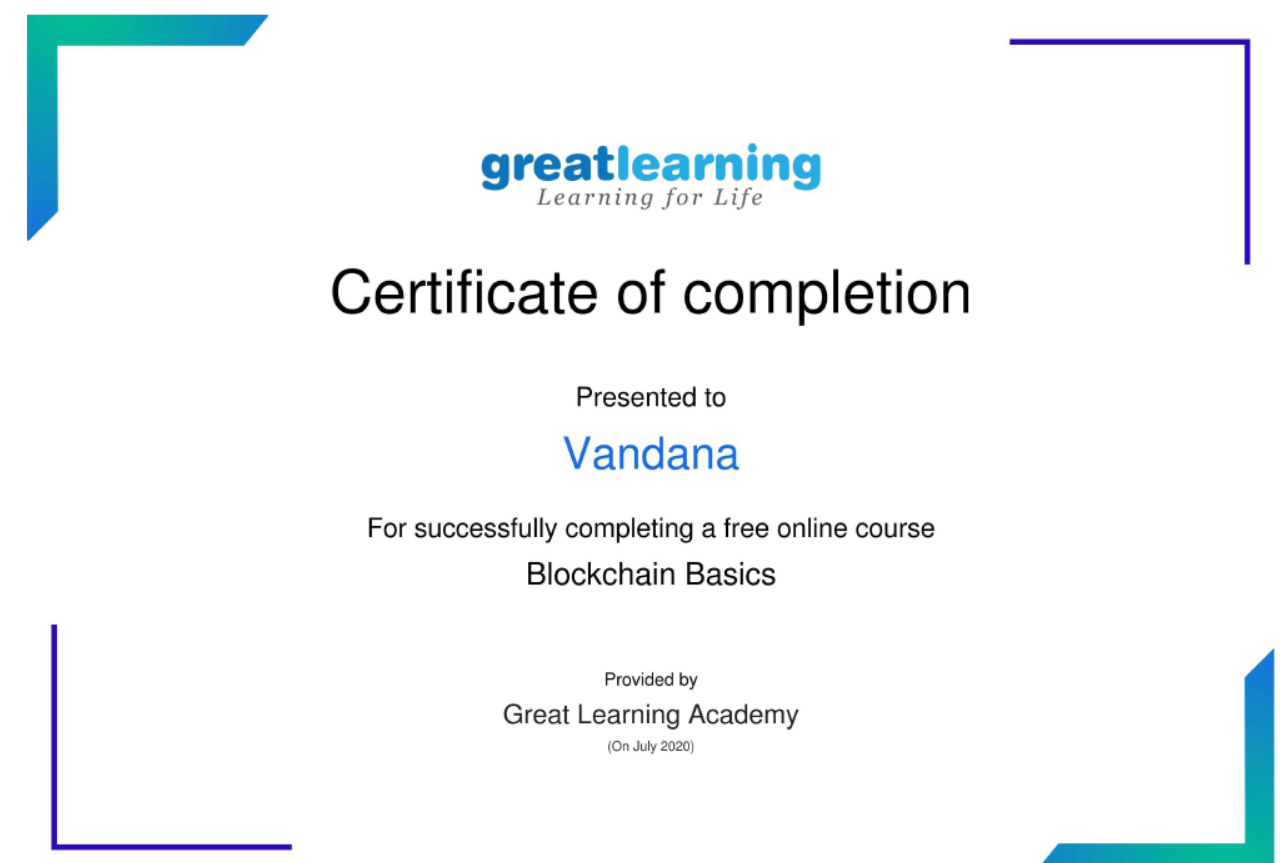 greatlearning
Learning for Life
Certificate of completion
Presented to
Vandana
For successfully completing a free online course
Blockchain Basics
Provided by
Great Learning Academy
(On July 2020)